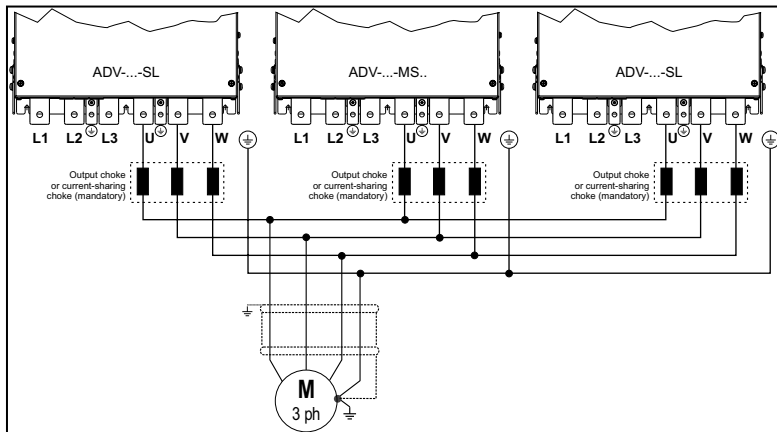 ADV-...-SL
ADV-...-MS..
ADV-...-SL
L1 L2 L3 U V W
L1 L2 L3 U V W
L1 L2 L3 U V W
Output choke
or current-sharing
choke (mandatory)
Output choke
or current-sharing
choke (mandatory)
Output choke
or current-sharing
choke (mandatory)
M
3 ph